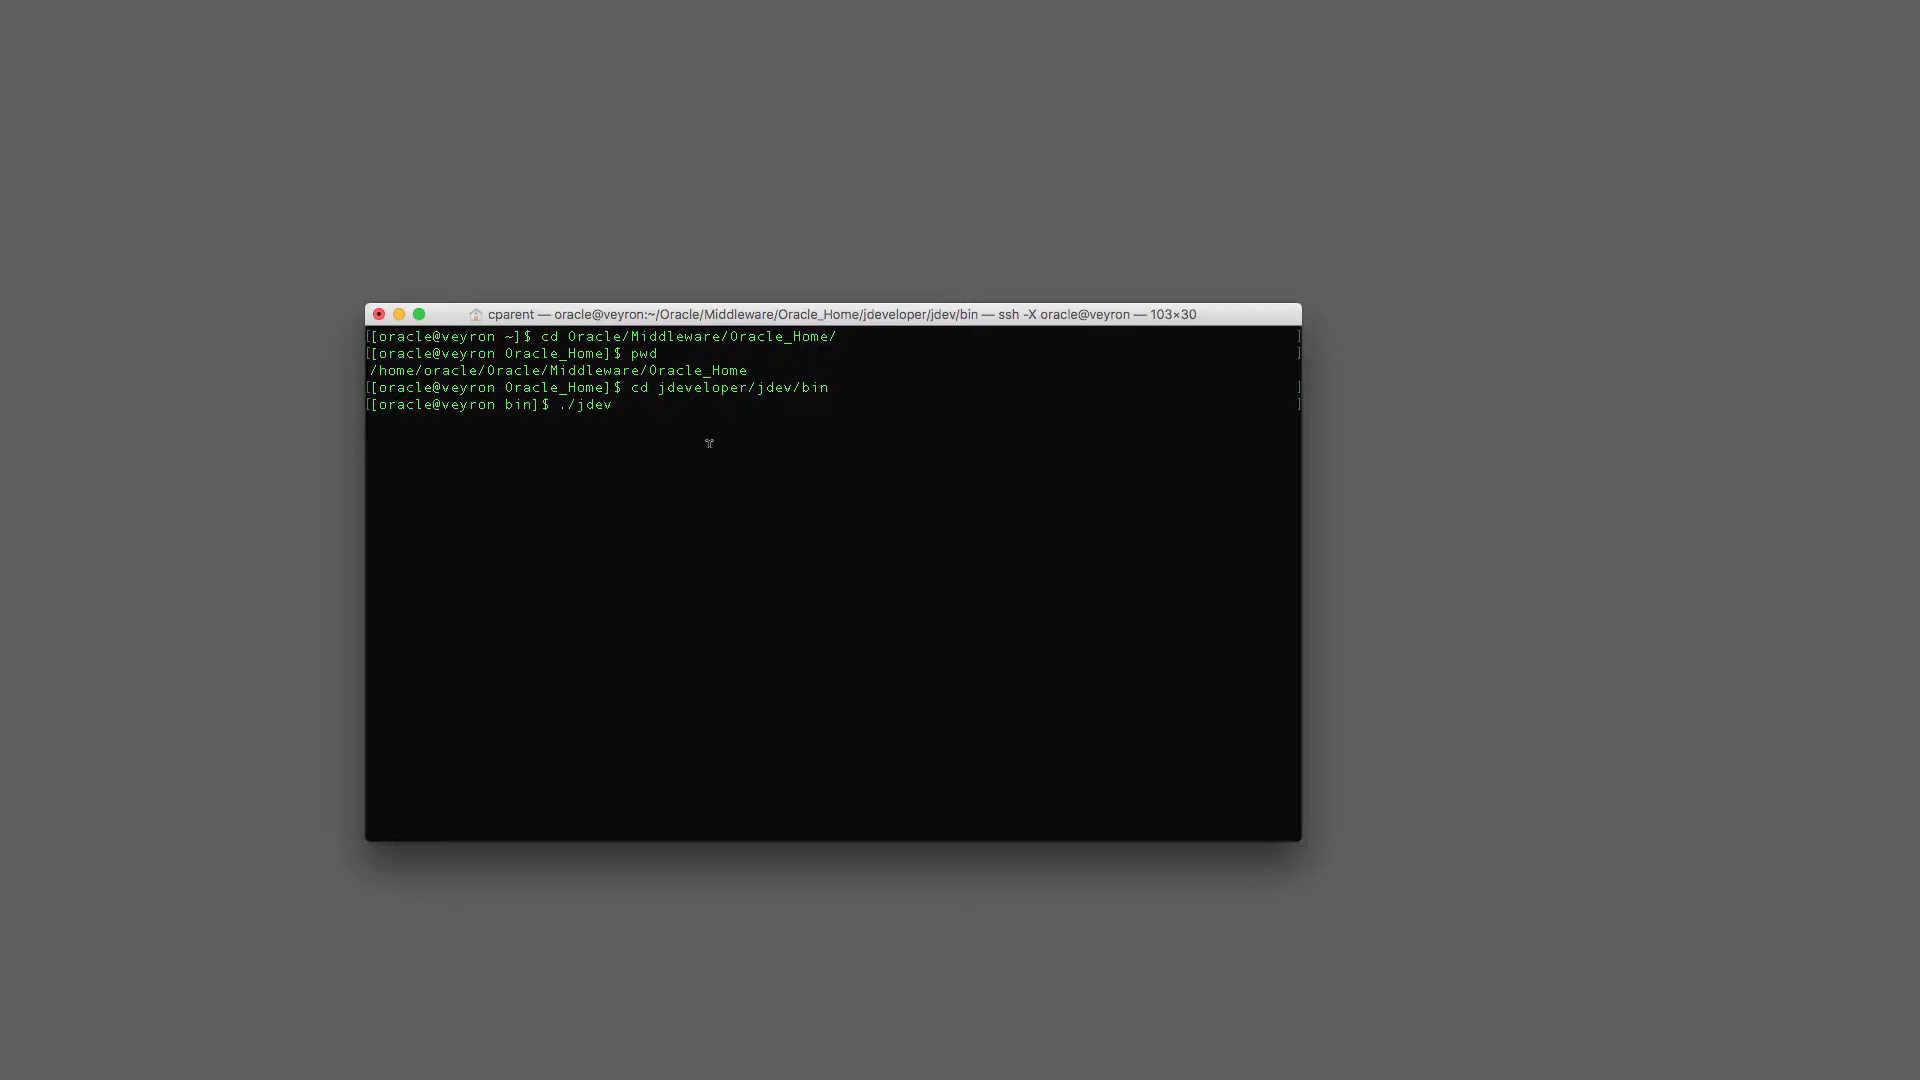 cparent — oracle@veyron:~/Oracle/Middleware/Oracle_Home/jdeveloper/jdev/bin — ssh -X oracle@veyron — 103×30
[[oracle@veyron ~]$ cd Oracle/Middleware/Oracle_Home/ ]
[[oracle@veyron Oracle_Home]$ pwd ]
/home/oracle/Oracle/Middleware/Oracle_Home
[[oracle@veyron Oracle_Home]$ cd jdeveloper/jdev/bin ]
[[oracle@veyron bin]$ ./jdev ]